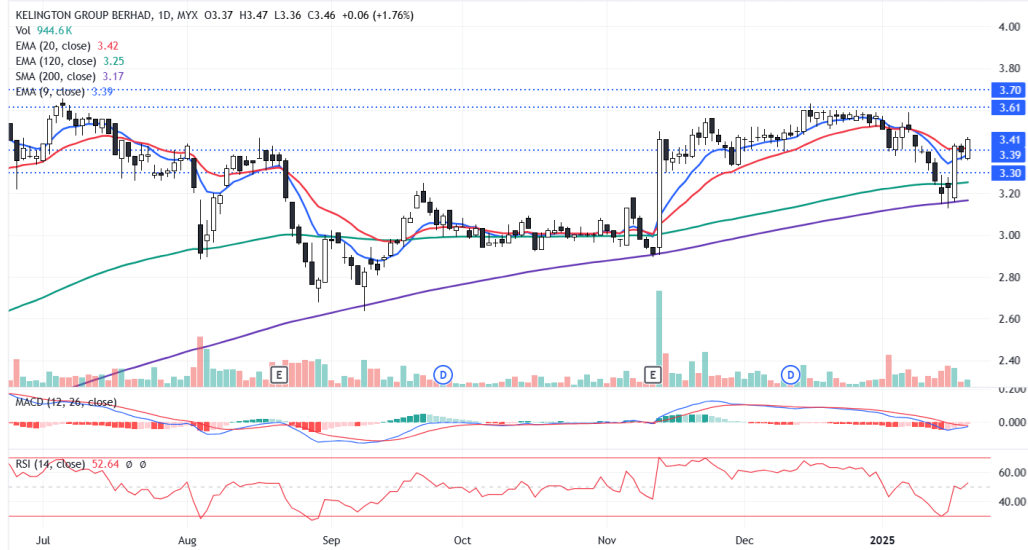 KELINGTON GROUP BERHAD, 1D, MYX O3.37 H3.47 L3.36 C3.46 +0.06 (+1.76%)
Vol 944.6K
EMA (20, close) 3.42
EMA (120, close) 3.25
SMA (200, close) 3.17
EMA (9, close) 3.39
4.00
3.80
3.70
3.61
3.41
3.39
3.30
3.20
3.00
2.80
2.60
2.40
E
D
E
D
0.200
MACD (12, 26, close)
0.000
RSI (14, close) 52.64 ø ø
60.00
40.00
Jul Aug Sep Oct Nov Dec 2025